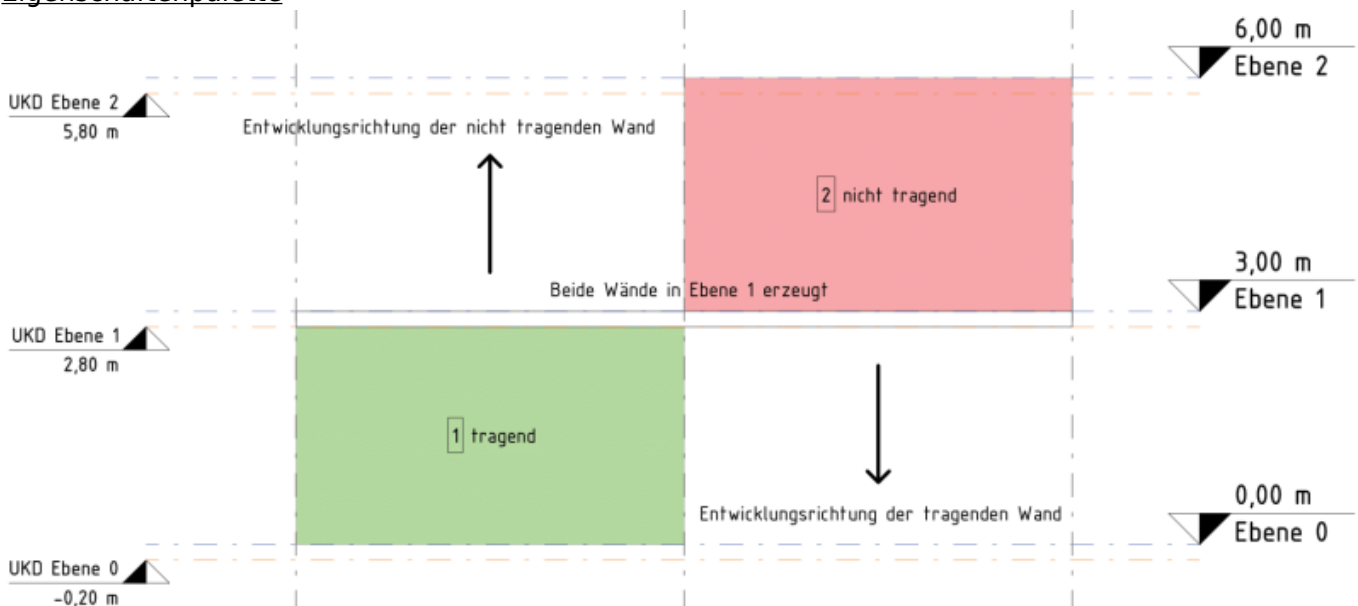 Eigenschaftenpalette
6,00 m
Ebene 2
UKD Ebene 2
5,80 m
Entwicklungsrichtung der nicht tragenden Wand
2 nicht tragend
3,00 m
Beide Wände in Ebene 1 erzeugt
Ebene 1
UKD Ebene 1
2,80 m
1 tragend
0,00 m
Entwicklungsrichtung der tragenden Wand
Ebene 0
UKD Ebene 0
-0,20 m